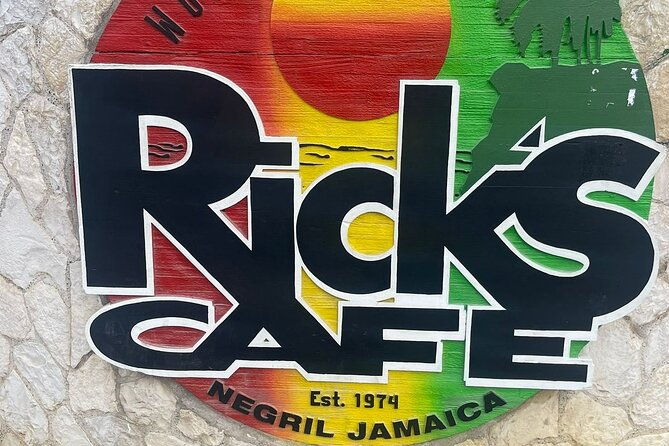 RICK'S
CAFE
Est. 1974
NEGRIL JAMAICA